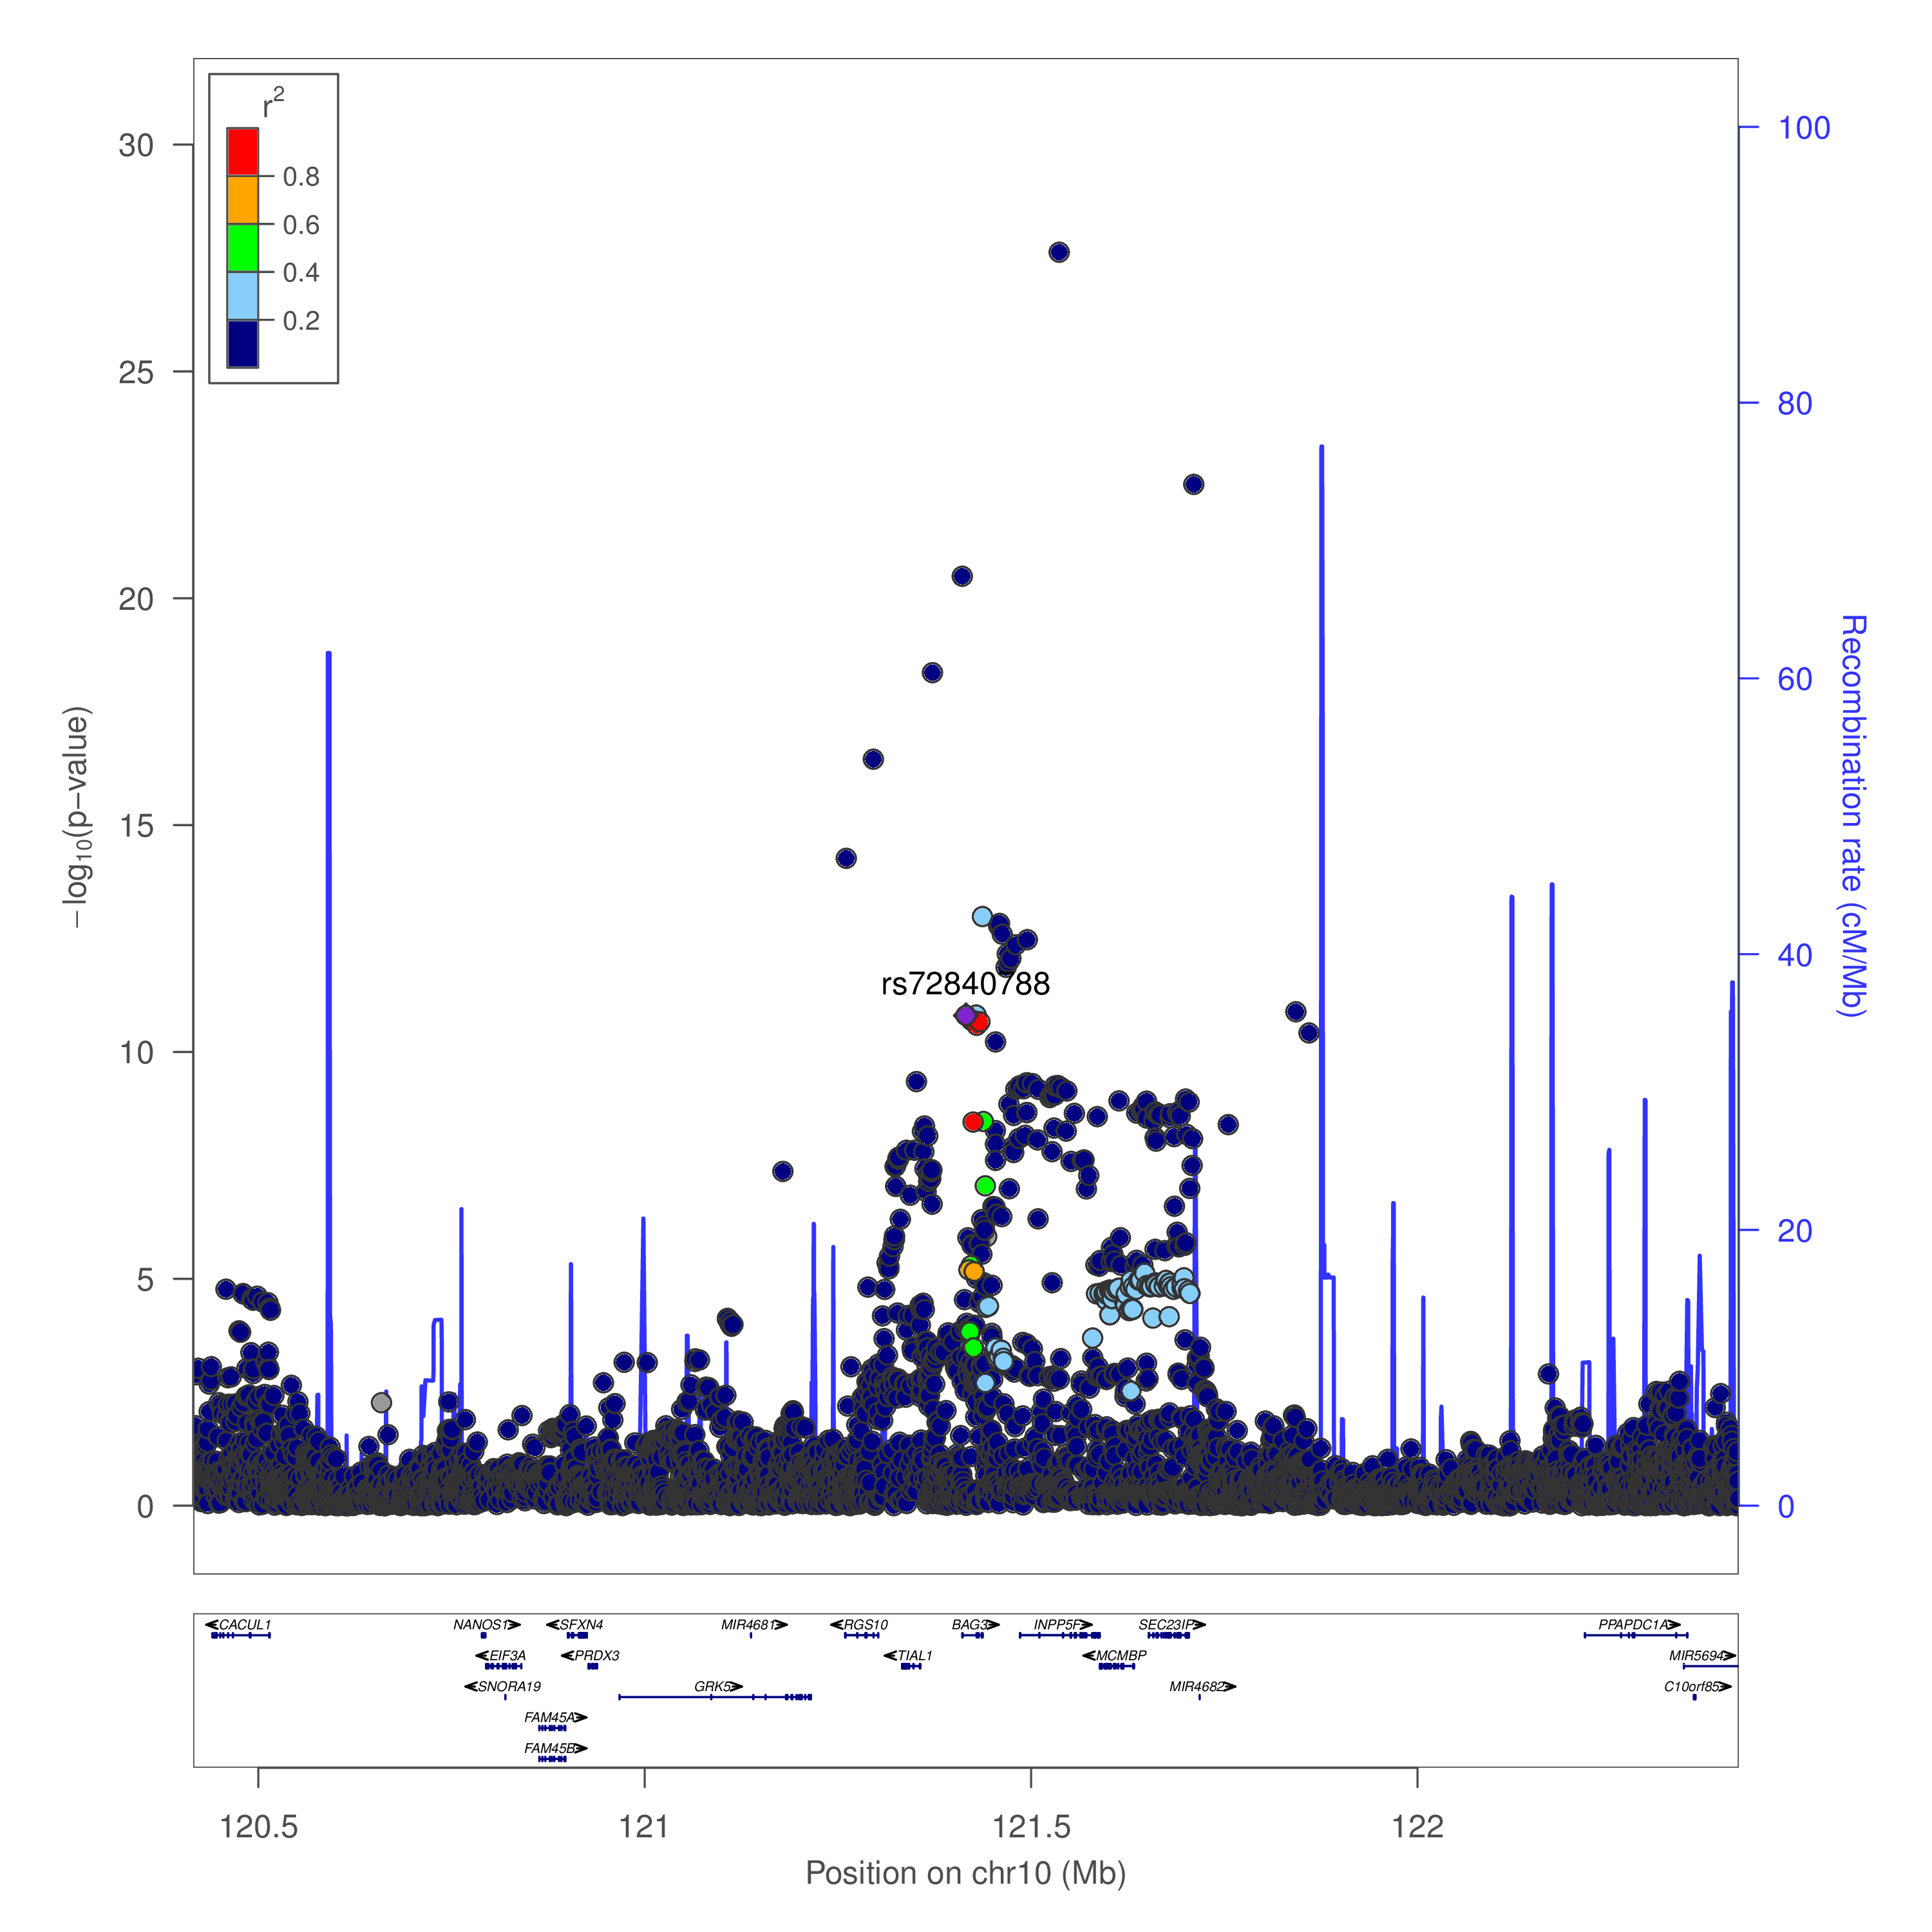 r2
0.8
0.6
0.4
0.2
30
25
20
15
10
5
0
−log10(p−value)
100
80
60
40
20
0
Recombination rate (cM/Mb)
rs72840788
CACUL1 NANOS1 SFXN4 MIR4681 RGS10 BAG3 INPP5F SEC23IP PPAPDC1A
EIF3A PRDX3 TIAL1 MCMBP MIR5694
SNORA19 GRK5 MIR4682 C10orf85
FAM45A
FAM45B
120.5 121 121.5 122
Position on chr10 (Mb)